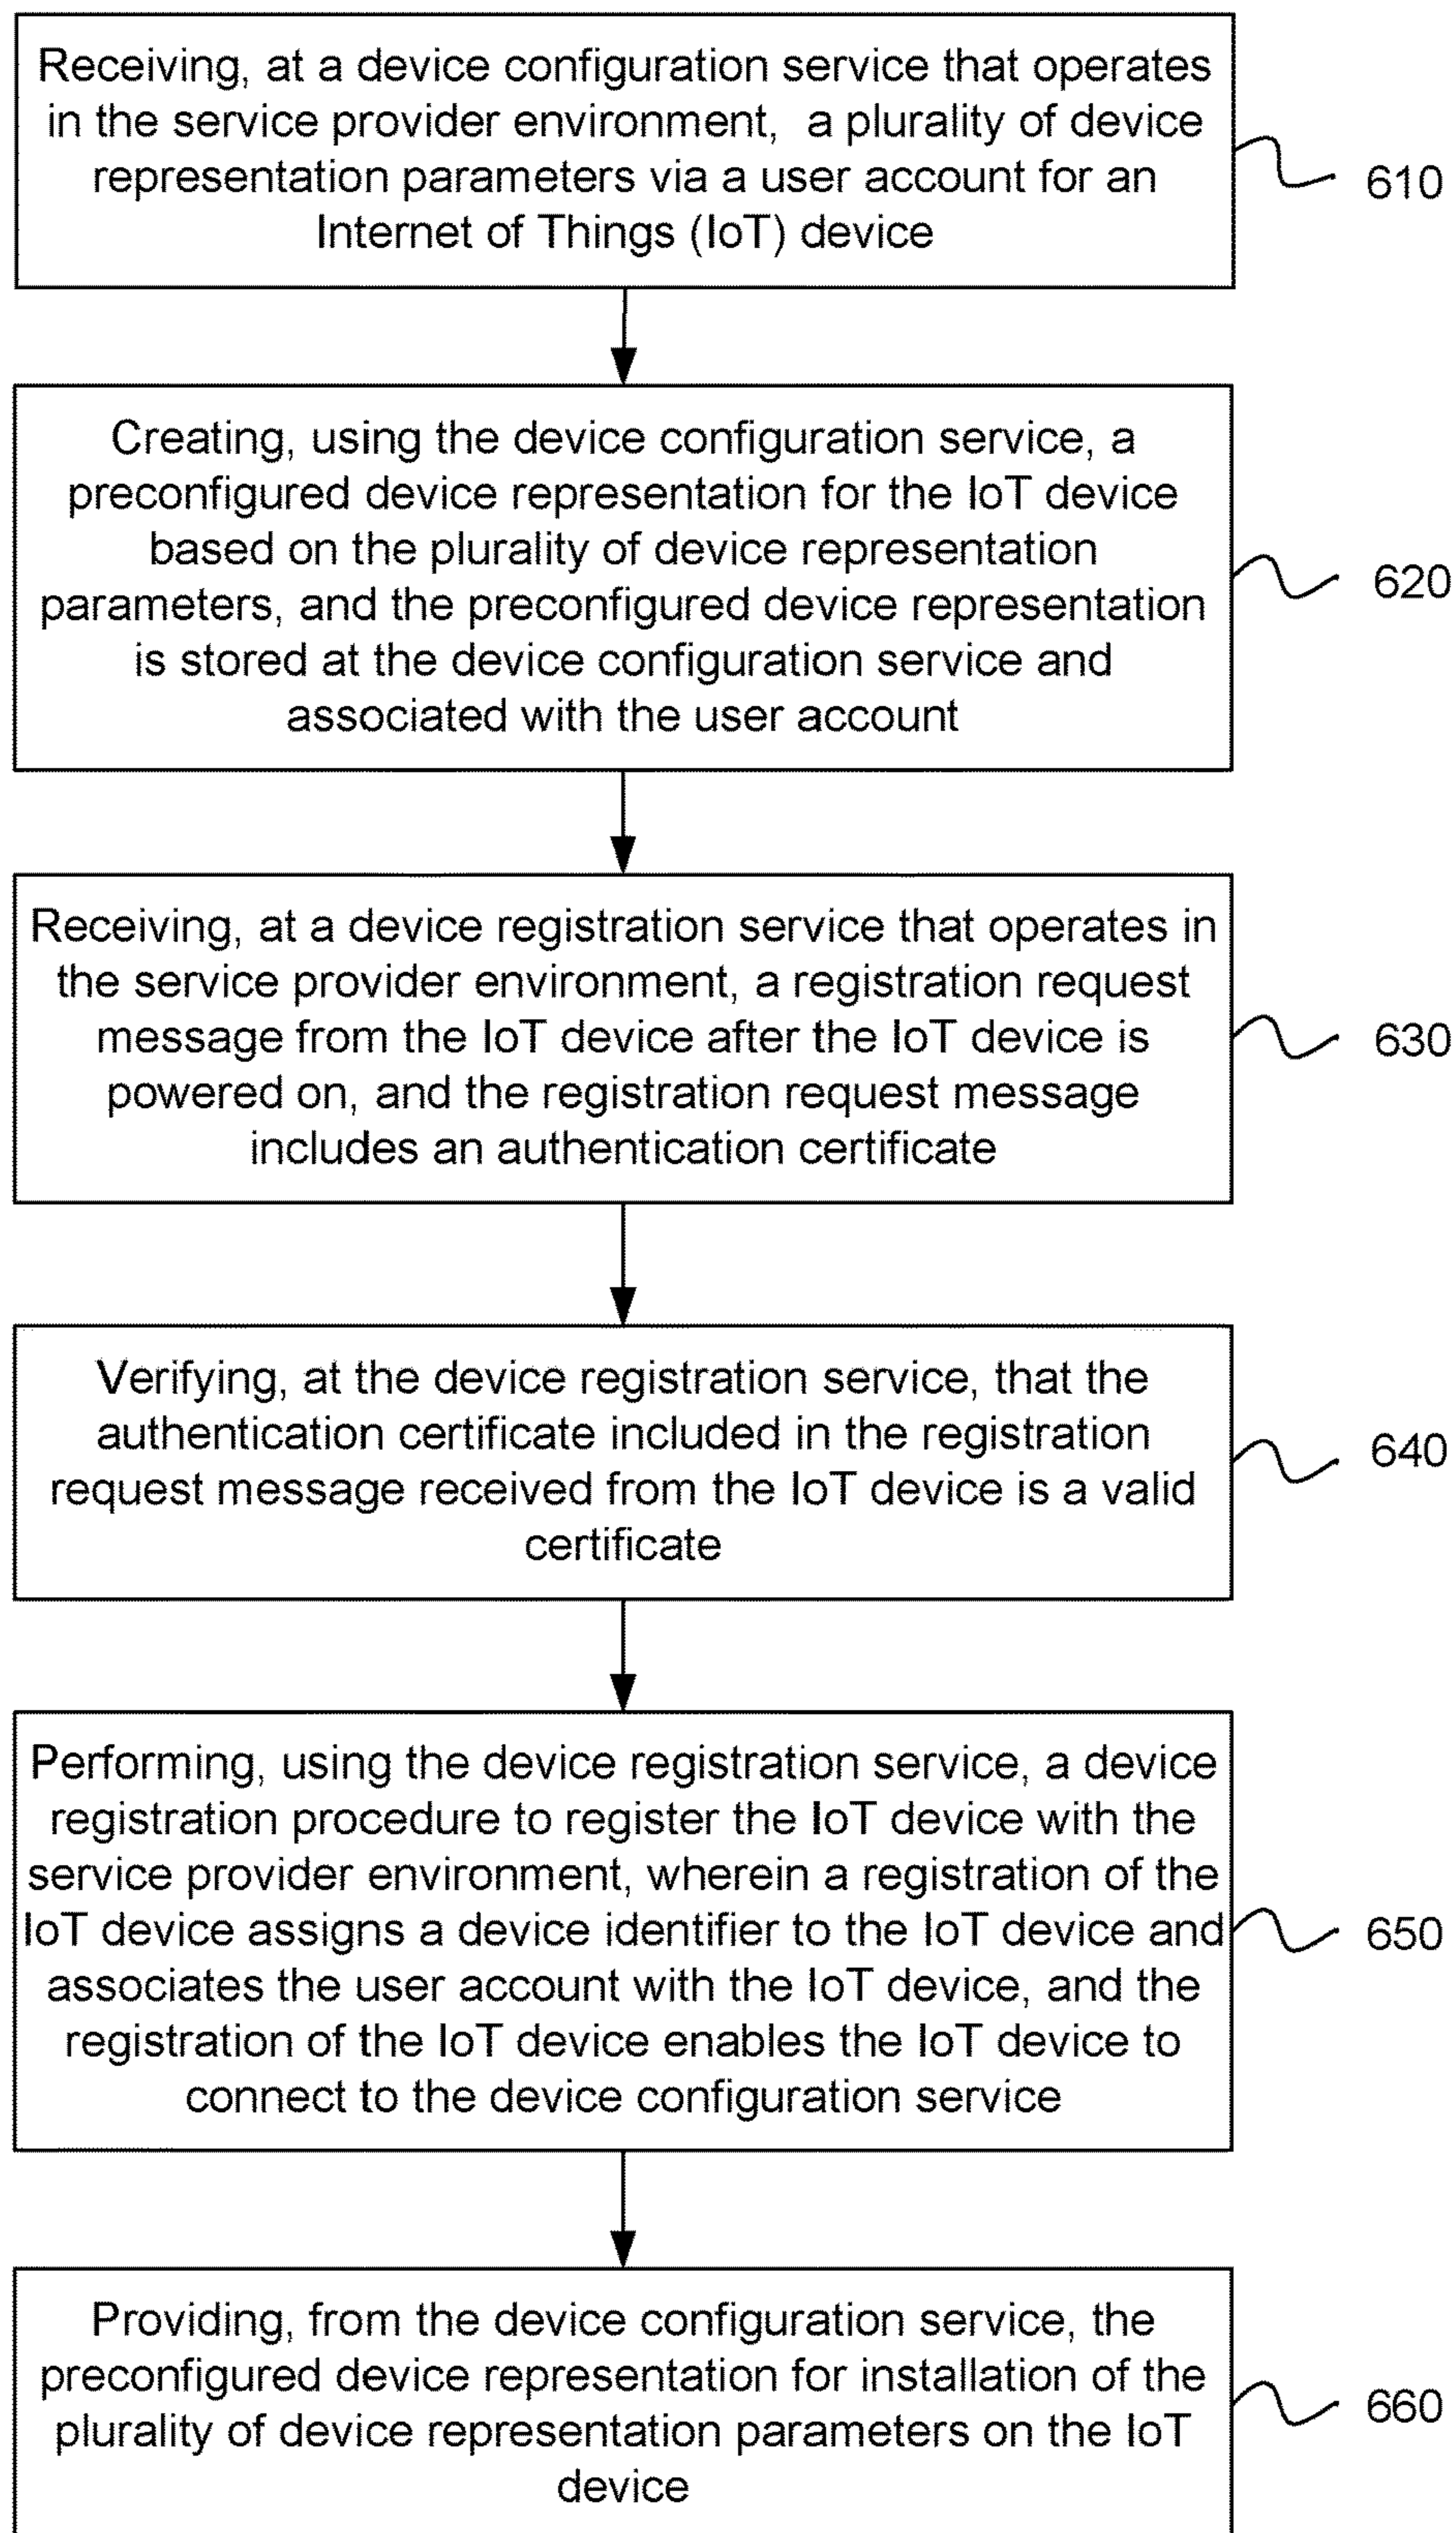 Receiving, at a device configuration service that operates
in the service provider environment, a plurality of device
representation parameters via a user account for an
Internet of Things (IoT) device
610
Creating, using the device configuration service, a
preconfigured device representation for the IoT device
based on the plurality of device representation
parameters, and the preconfigured device representation
is stored at the device configuration service and
associated with the user account
620
Receiving, at a device registration service that operates in
the service provider environment, a registration request
message from the IoT device after the IoT device is
powered on, and the registration request message
includes an authentication certificate
630
Verifying, at the device registration service, that the
authentication certificate included in the registration
request message received from the IoT device is a valid
certificate
640
Performing, using the device registration service, a device
registration procedure to register the IoT device with the
service provider environment, wherein a registration of the
IoT device assigns a device identifier to the IoT device and
associates the user account with the IoT device, and the
registration of the IoT device enables the IoT device to
connect to the device configuration service
650
Providing, from the device configuration service, the
preconfigured device representation for installation of the
plurality of device representation parameters on the IoT
device
660